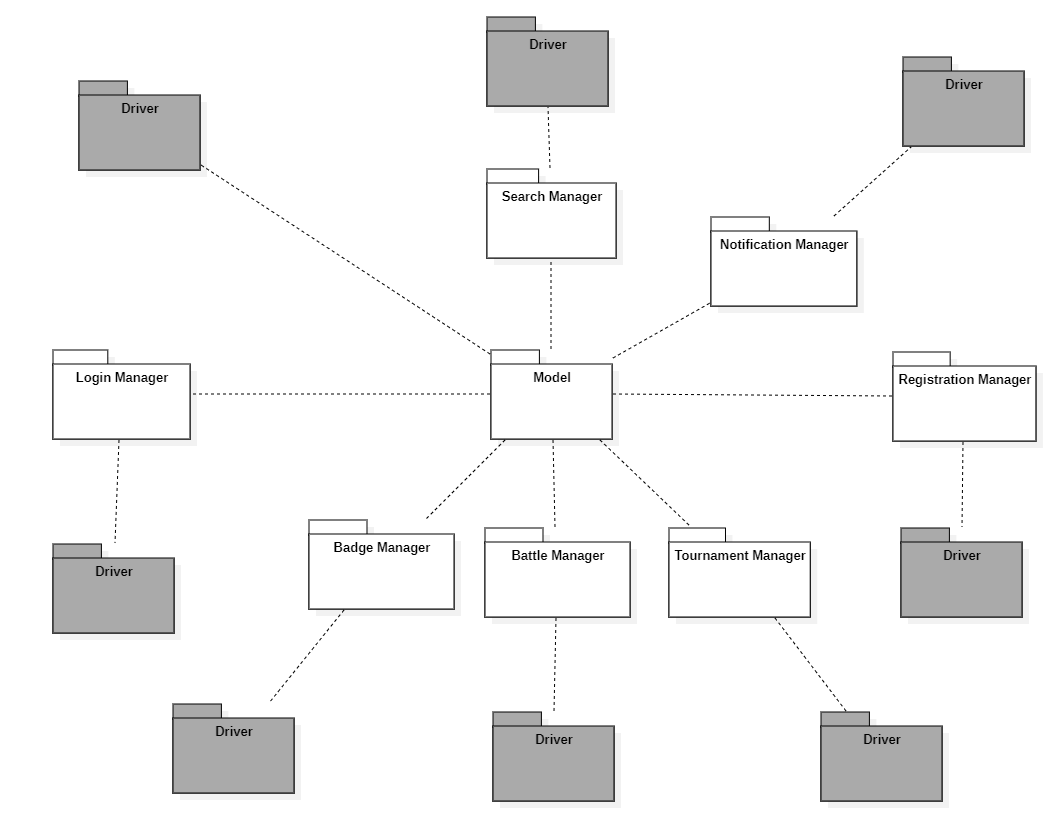 Driver
Driver
Driver
Search Manager
Notification Manager
Login Manager
Model
Registration Manager
Badge Manager
Battle Manager
Tournament Manager
Driver
Driver
Driver
Driver
Driver